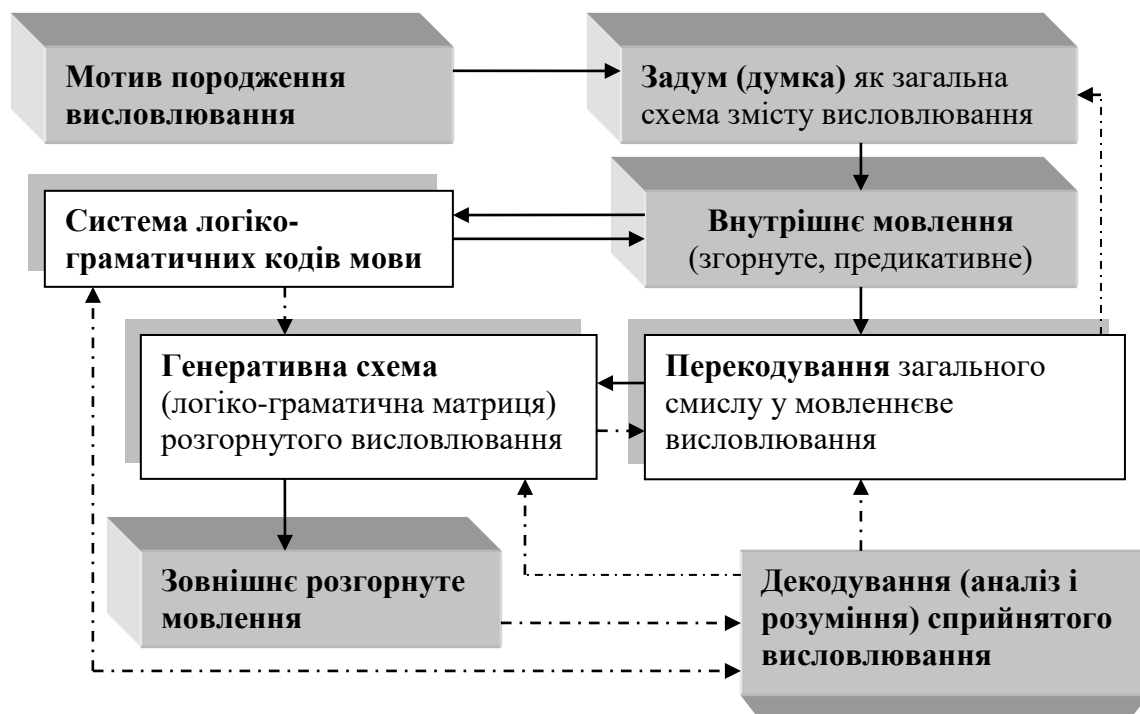 Мотив породження
висловлювання
Задум (думка) як загальна
схема змісту висловлювання
Система логіко-
граматичних кодів мови
Внутрішнє мовлення
(згорнуте, предикативне)
Генеративна схема
(логіко-граматична матриця)
розгорнутого висловлювання
Перекодування загального
смислу у мовленнєве
висловлювання
Зовнішнє розгорнуте
мовлення
Декодування (аналіз і
розуміння) сприйнятого
висловлювання